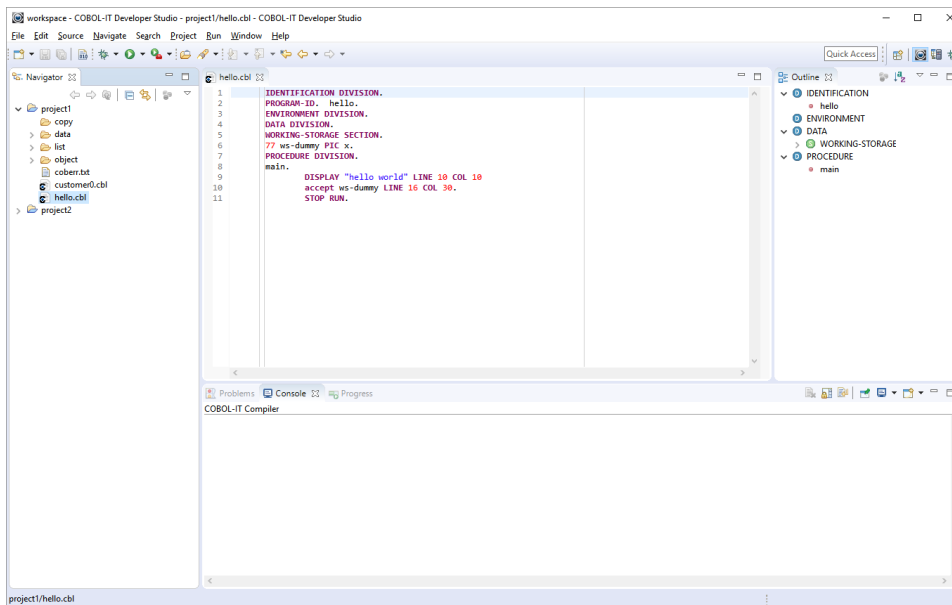 workspace - COBOL-IT Developer Studio - project1/hello.cbl - COBOL-IT Developer Studio
File Edit Source Navigate Search Project Run Window Help
Quick Access
Navigator
project1
copy
data
list
object
coberr.txt
customer0.cbl
hello.cbl
project2
hello.cbl
1 IDENTIFICATION DIVISION.
2 PROGRAM-ID. hello.
3 ENVIRONMENT DIVISION.
4 DATA DIVISION.
5 WORKING-STORAGE SECTION.
6 77 ws-dummy PIC x.
7 PROCEDURE DIVISION.
8 main.
9 DISPLAY "hello world" LINE 10 COL 10
10 accept ws-dummy LINE 16 COL 30.
11 STOP RUN.
Outline
IDENTIFICATION
hello
ENVIRONMENT
DATA
WORKING-STORAGE
PROCEDURE
main
Problems Console Progress
COBOL-IT Compiler
project1/hello.cbl